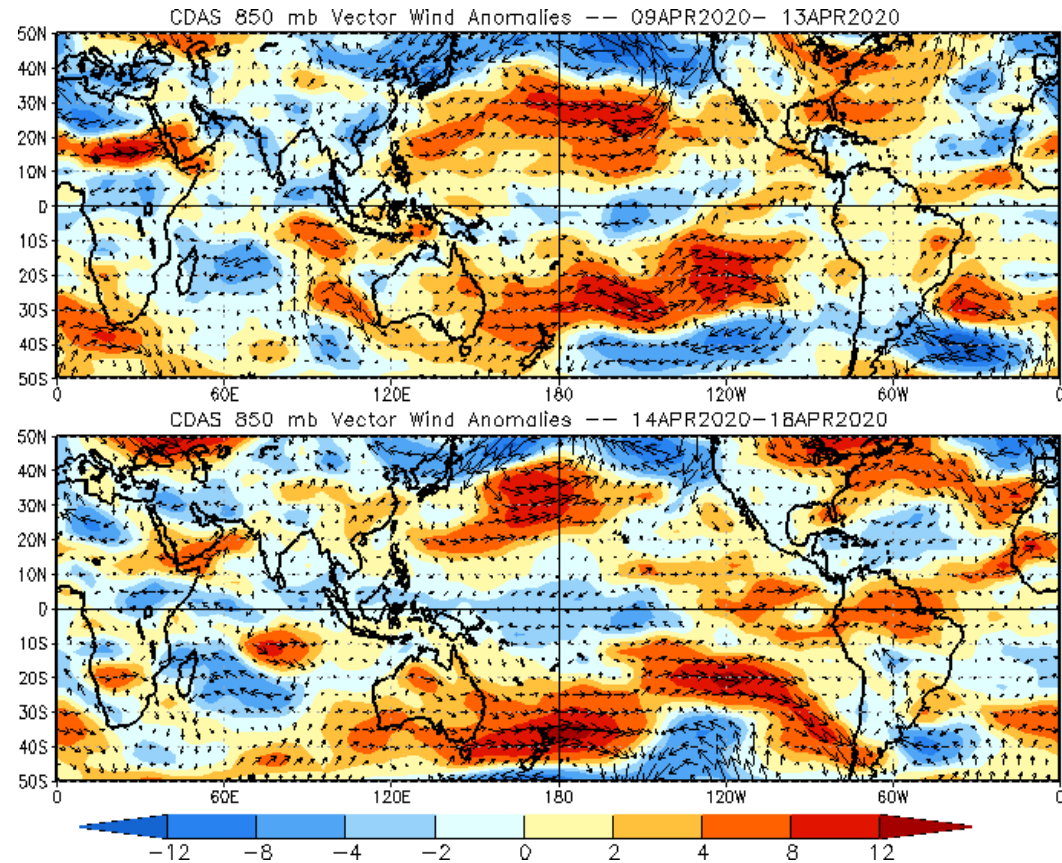 CDAS 850 mb Vector Wind Anomalies -- 09APR2020- 13APR2020
50N
40N
30N
20N
10N
0
10S
20S
30S
40S
50S
0 60E 120E 180 120W 60W 0
CDAS 850 mb Vector Wind Anomalies -- 14APR2020-18APR2020
50N
40N
30N
20N
10N
0
10S
20S
30S
40S
50S
0 60E 120E 180 120W 60W 0
-12 -8 -4 -2 0 2 4 8 12